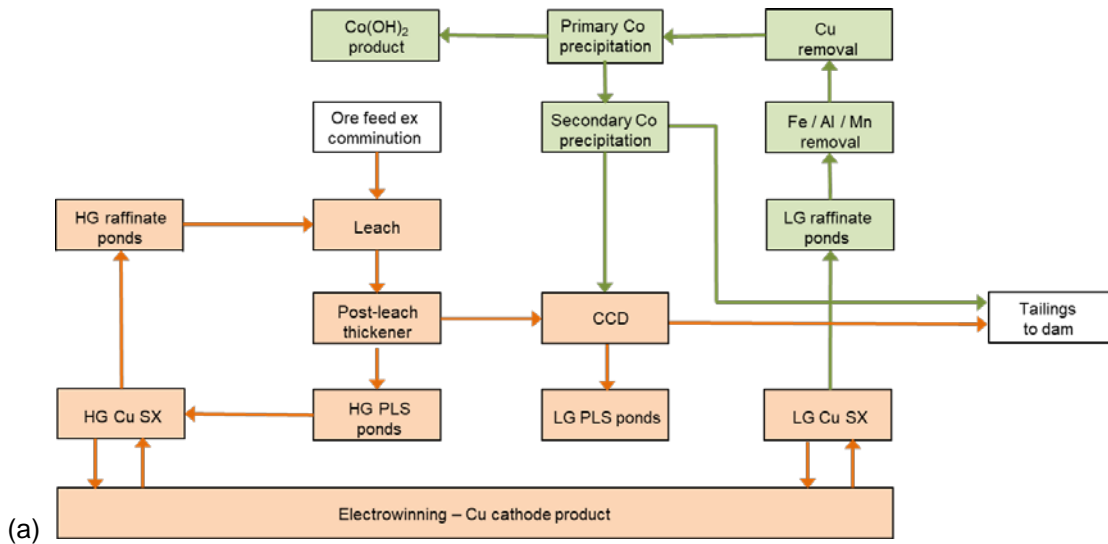 Co(OH)₂
product
Primary Co
precipitation
Cu
removal
Ore feed ex
comminution
Secondary Co
precipitation
Fe / Al / Mn
removal
HG raffinate
ponds
Leach
LG raffinate
ponds
Post-leach
thickener
CCD
Tailings
to dam
HG Cu SX
HG PLS
ponds
LG PLS ponds
LG Cu SX
Electrowinning – Cu cathode product
(a)